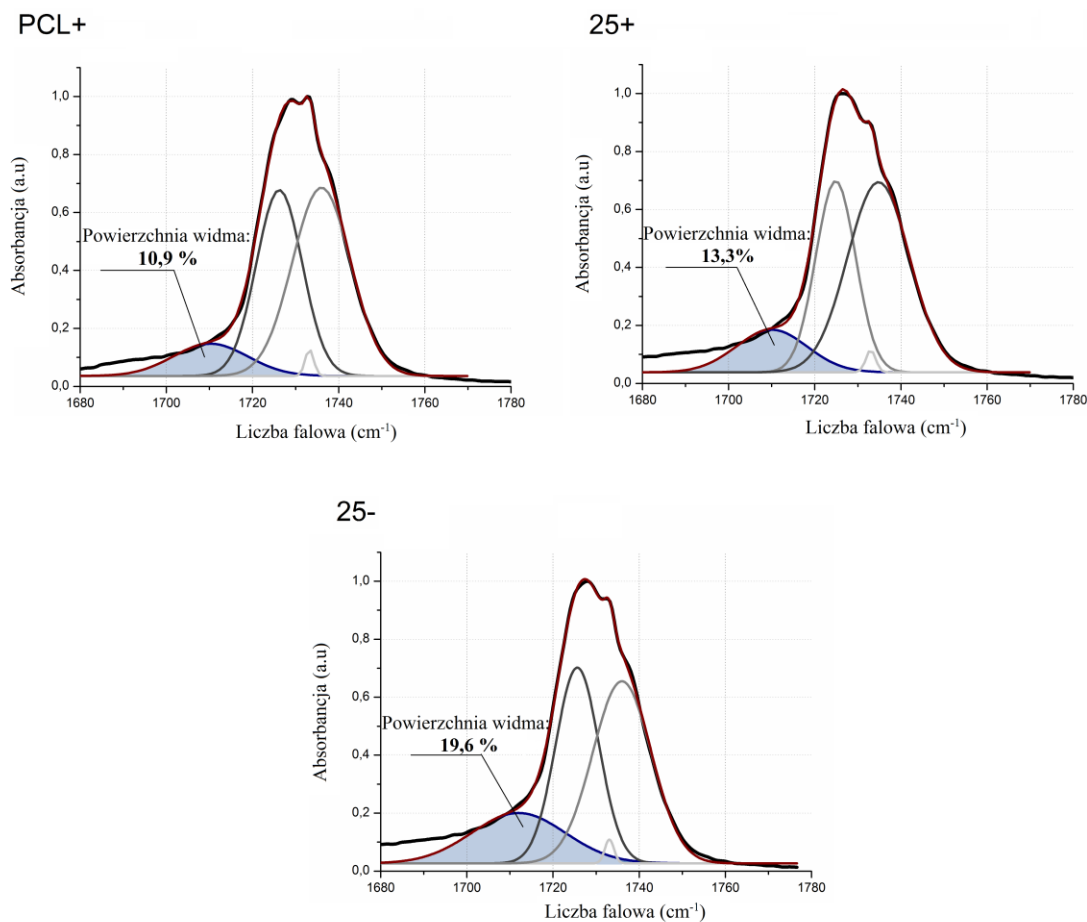 PCL+
1,0
0,8
0,6
0,4
0,2
0,0
Absorbancja (a.u)
Powierzchnia widma:
10,9 %
1680 1700 1720 1740 1760 1780
Liczba falowa (cm⁻¹)
25+
1,0
0,8
0,6
0,4
0,2
0,0
Absorbancja (a.u)
Powierzchnia widma:
13,3%
1680 1700 1720 1740 1760 1780
Liczba falowa (cm⁻¹)
25-
1,0
0,8
0,6
0,4
0,2
0,0
Absorbancja (a.u)
Powierzchnia widma:
19,6 %
1680 1700 1720 1740 1760 1780
Liczba falowa (cm⁻¹)